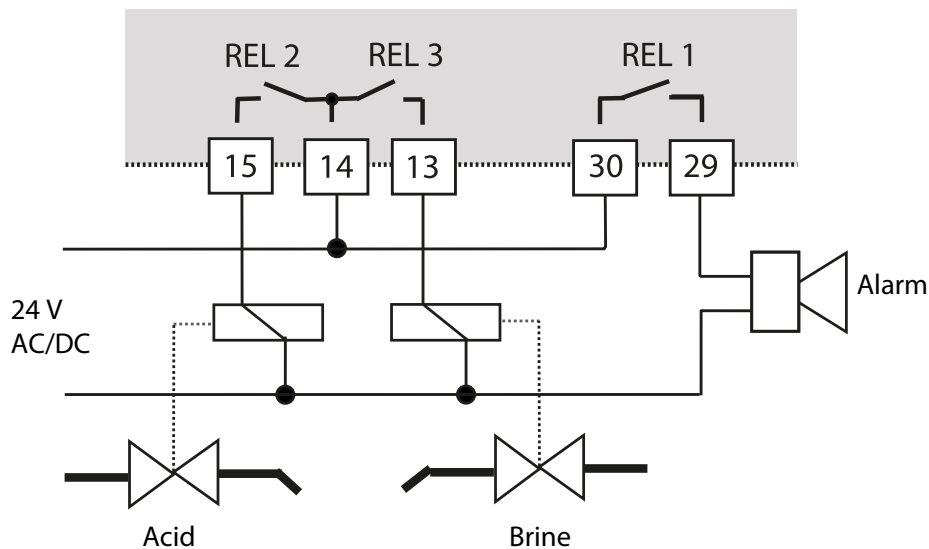 REL 2
REL 3
REL 1
15
14
13
30
29
24 V
AC/DC
Alarm
Acid
Brine